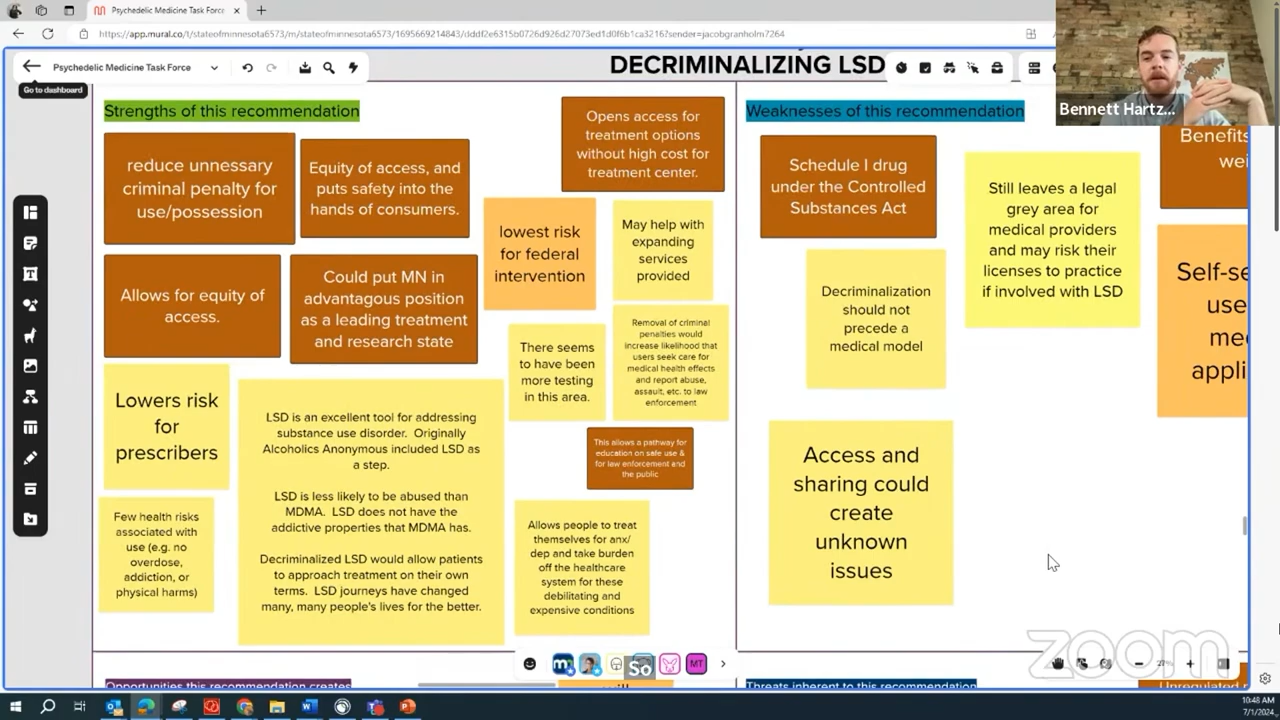 Psychedelic Medicine Task Force
https://app.mural.co/t/stateofminnesota6573/m/stateofminnesota6573/1695669214843/dddf2e6315b0726d926d27073ed1d0f6b1ca3216?sender=jacobgranholm7264
Psychedelic Medicine Task Force
Go to dashboard
DECRIMINALIZING LSD
Bennett Hartz...
Strengths of this recommendation
reduce unnessary
criminal penalty for
use/possession
Equity of access, and
puts safety into the
hands of consumers.
Opens access for
treatment options
without high cost for
treatment center.
lowest risk
for federal
intervention
May help with
expanding
services
provided
Allows for equity of
access.
Could put MN in
advantagous position
as a leading treatment
and research state
There seems
to have been
more testing
in this area.
Removal of criminal
penalties would
increase likelihood that
users seek care for
medical health effects
and report abuse,
assault, etc. to law
enforcement
Lowers risk
for
prescribers
LSD is an excellent tool for addressing
substance use disorder. Originally
Alcoholics Anonymous included LSD as
a step.
LSD is less likely to be abused than
MDMA. LSD does not have the
addictive properties that MDMA has.
Decriminalized LSD would allow patients
to approach treatment on their own
terms. LSD journeys have changed
many, many people's lives for the better.
This allows a pathway for
education on safe use &
for law enforcement and
the public
Few health risks
associated with
use (e.g. no
overdose,
addiction, or
physical harms)
Allows people to treat
themselves for anx/
dep and take burden
off the healthcare
system for these
debilitating and
expensive conditions
Weaknesses of this recommendation
Schedule I drug
under the Controlled
Substances Act
Still leaves a legal
grey area for
medical providers
and may risk their
licenses to practice
if involved with LSD
Benefits
wei
Decriminalization
should not
precede a
medical model
Self-se
use
me
appli
Access and
sharing could
create
unknown
issues
zoom
So
MT
27%
Opportunities this recommendation creates
will
Threats inherent to this recommendation
Unregulated
10:48 AM
7/1/2024